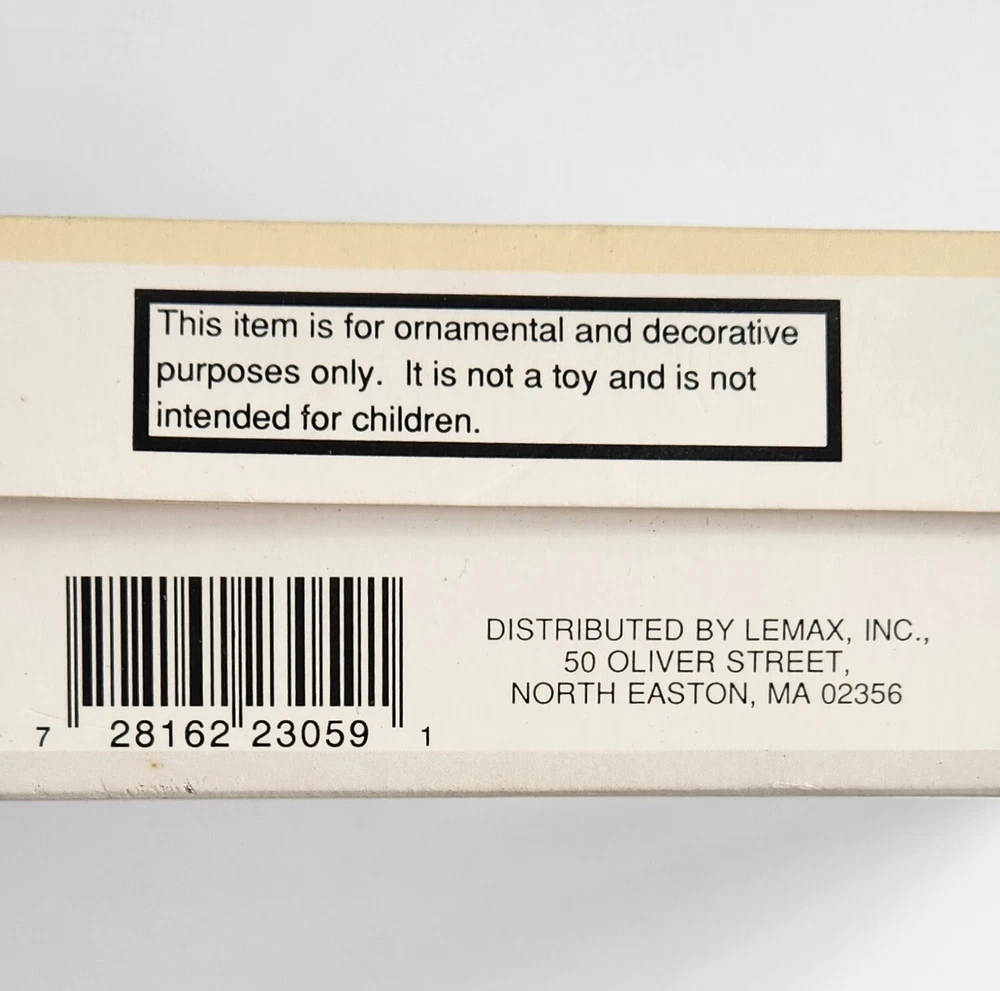 This item is for ornamental and decorative
purposes only. It is not a toy and is not
intended for children.
DISTRIBUTED BY LEMAX, INC.,
50 OLIVER STREET,
NORTH EASTON, MA 02356
7 28162 23059 1